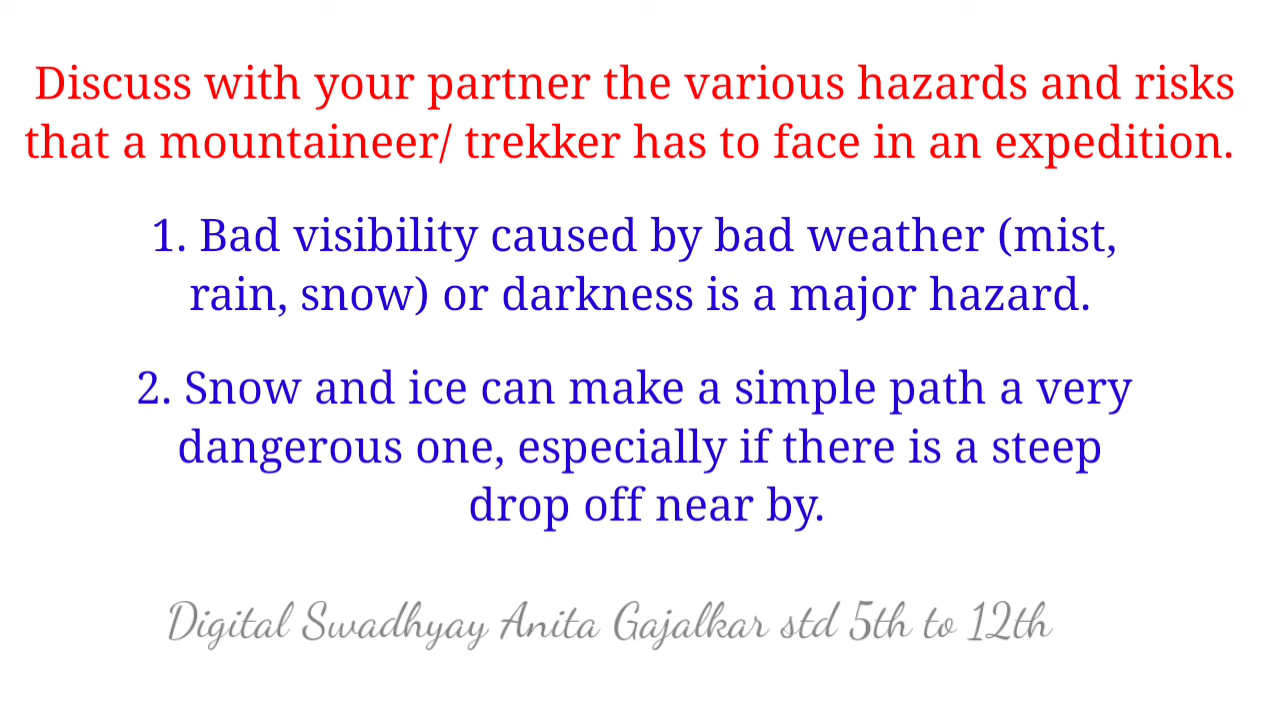 Discuss with your partner the various hazards and risks
that a mountaineer/ trekker has to face in an expedition.
1. Bad visibility caused by bad weather (mist,
rain, snow) or darkness is a major hazard.
2. Snow and ice can make a simple path a very
dangerous one, especially if there is a steep
drop off near by.
Digital Swadhyay Anita Gajalkar std 5th to 12th